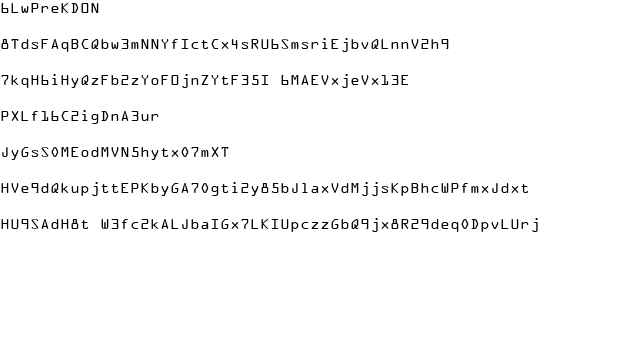 6LwPreKDON
8TdsFAqBCQbw3mNNYfIctCx4sRU6SmsriEjbvQLnnV2h9
7kqH6iHyQzFb2zYoFOjnZYtF35I 6MAEVxjeVx13E
PXLf16C2igDnA3ur
JyGsS0MEodMVN5hytx07mXT
HVe9dQkupjttEPKbyGA70gti2y85bJlaxVdMjjsKpBhcWPfmxJdxt
HU9SAdH8t W3fc2kALJbaIGx7LKIUpczzGbQ9jx8R29deq0DpvLUrj